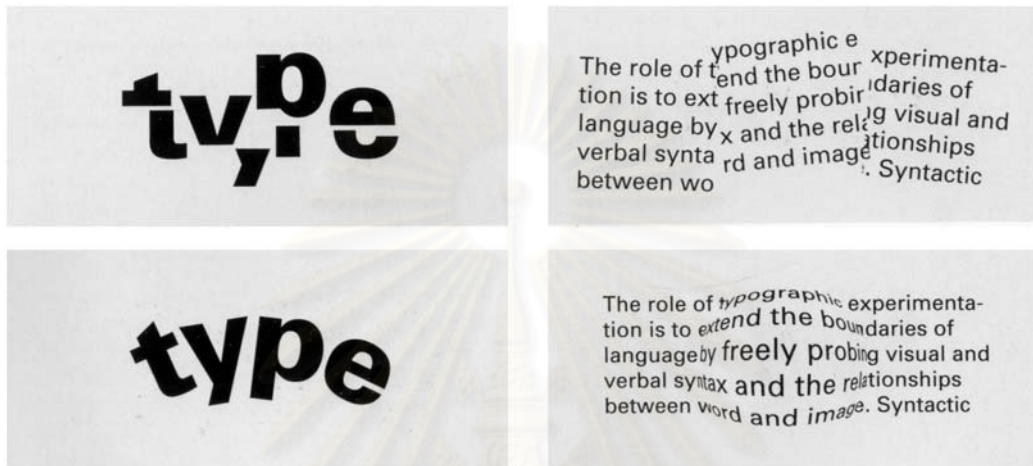 type
The role of typographic experimenta-
tion is to extend the boundaries of
language by freely probing visual and
verbal syntax and the relationships
between word and image. Syntactic
type
The role of typographic experimenta-
tion is to extend the boundaries of
language by freely probing visual and
verbal syntax and the relationships
between word and image. Syntactic